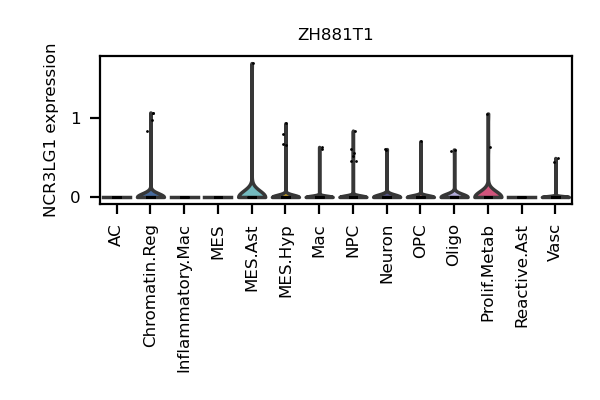 ZH881T1
NCR3LG1 expression
1
0
AC
Chromatin.Reg
Inflammatory.Mac
MES
MES.Ast
MES.Hyp
Mac
NPC
Neuron
OPC
Oligo
Prolif.Metab
Reactive.Ast
Vasc